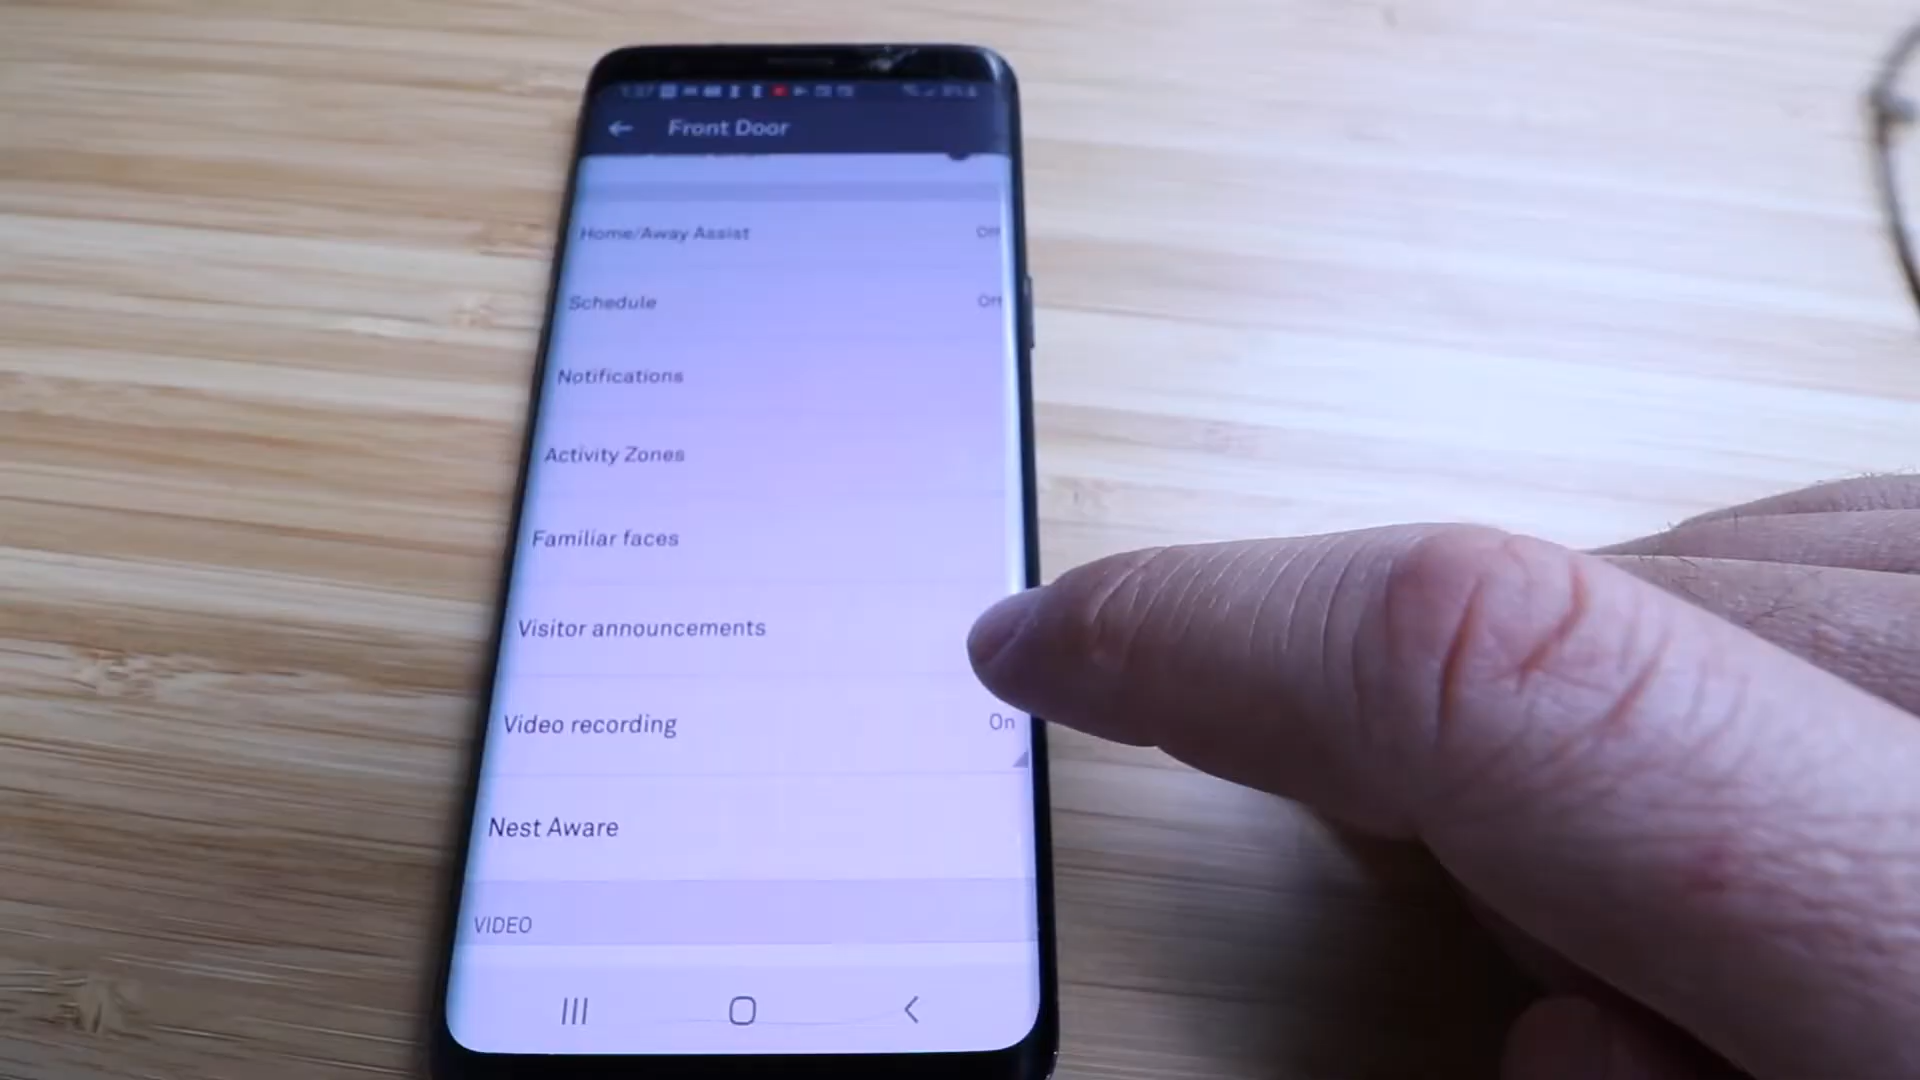 Front Door
Home/Away Assist Off
Schedule Off
Notifications
Activity Zones
Familiar faces
Visitor announcements
Video recording On
Nest Aware
VIDEO